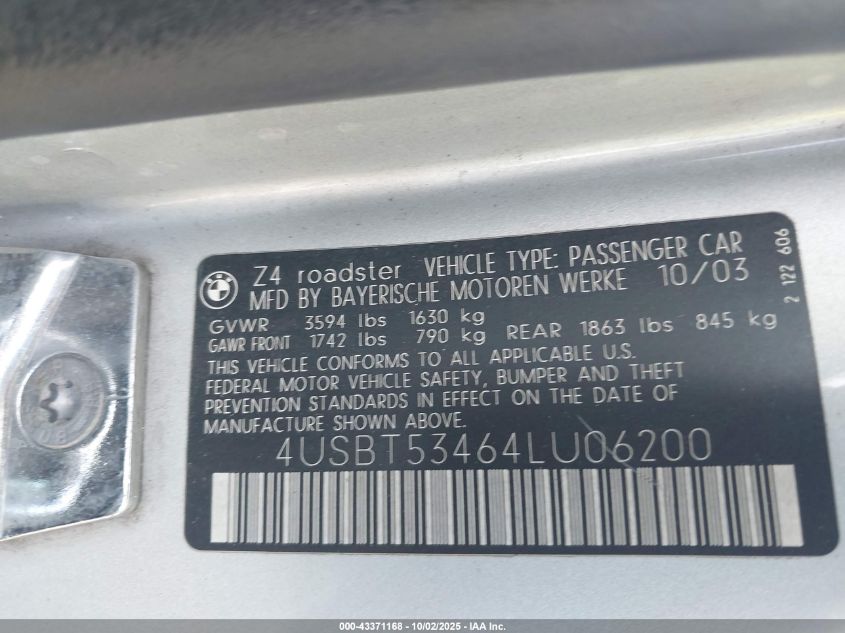 BMW
Z4 roadster VEHICLE TYPE: PASSENGER CAR
MFD BY BAYERISCHE MOTOREN WERKE 10/03
GVWR 3594 lbs 1630 kg
GAWR FRONT 1742 lbs 790 kg REAR 1863 lbs 845 kg
THIS VEHICLE CONFORMS TO ALL APPLICABLE U.S.
FEDERAL MOTOR VEHICLE SAFETY, BUMPER AND THEFT
PREVENTION STANDARDS IN EFFECT ON THE DATE OF
MANUFACTURE SHOWN ABOVE.
4USBT53464LU06200
2 122 606
000-43371168 - 10/02/2025 - IAA Inc.